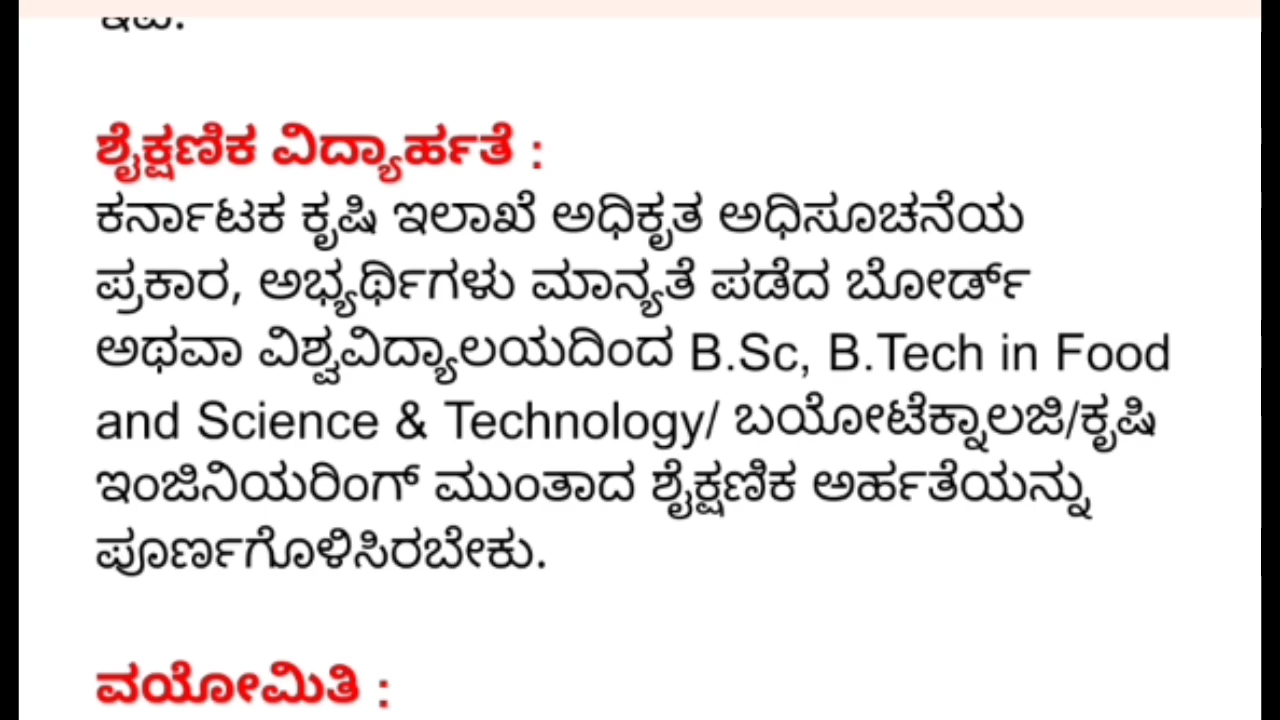 ಶೈಕ್ಷಣಿಕ ವಿದ್ಯಾರ್ಹತೆ :
ಕರ್ನಾಟಕ ಕೃಷಿ ಇಲಾಖೆ ಅಧಿಕೃತ ಅಧಿಸೂಚನೆಯ
ಪ್ರಕಾರ, ಅಭ್ಯರ್ಥಿಗಳು ಮಾನ್ಯತೆ ಪಡೆದ ಬೋರ್ಡ್
ಅಥವಾ ವಿಶ್ವವಿದ್ಯಾಲಯದಿಂದ B.Sc, B.Tech in Food
and Science & Technology/ ಬಯೋಟೆಕ್ನಾಲಜಿ/ಕೃಷಿ
ಇಂಜಿನಿಯರಿಂಗ್ ಮುಂತಾದ ಶೈಕ್ಷಣಿಕ ಅರ್ಹತೆಯನ್ನು
ಪೂರ್ಣಗೊಳಿಸಿರಬೇಕು.
ವಯೋಮಿತಿ :